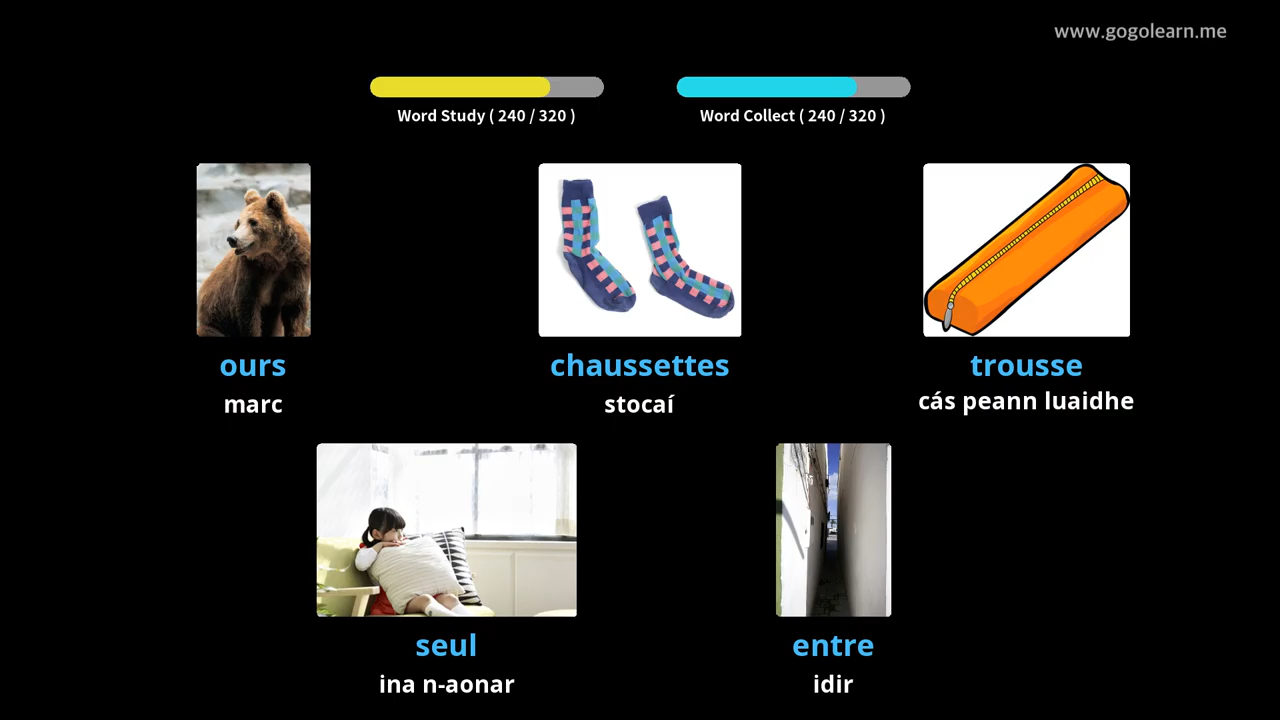 www.gogolearn.me
Word Study ( 240 / 320 )
Word Collect ( 240 / 320 )
ours
chaussettes
trousse
marc
stocaí
cás peann luaidhe
seul
entre
ina n-aonar
idir